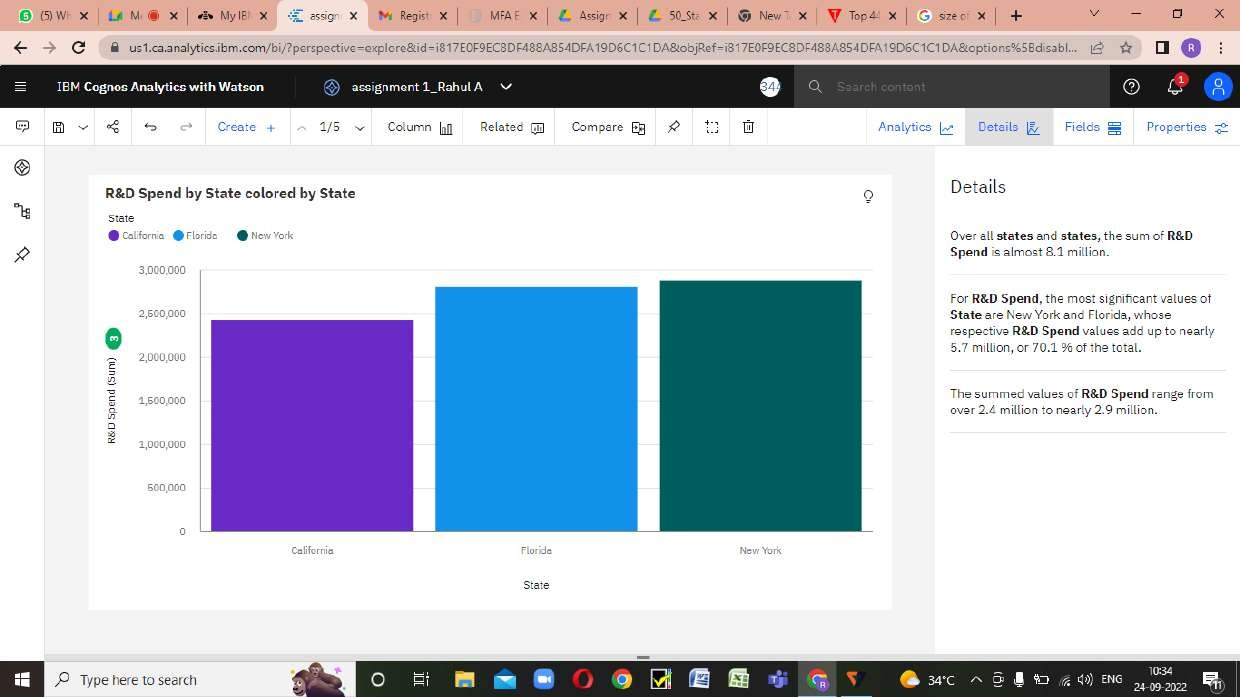 (5) Wh
M
My IBM
assign
Regist
MFA E
Assign
50_Sta
New T
Top 4
size of
us1.ca.analytics.ibm.com/bi/?perspective=explore&id=i817E0F9EC8DF488A854DFA19D6C1C1DA&objRef=i817E0F9EC8DF488A854DFA19D6C1C1DA&options%5Bdisabl...
R
IBM Cognos Analytics with Watson
assignment 1_Rahul A
344
Search content
1
Create +
1/5
Column
Related
Compare
Analytics
Details
Fields
Properties
R&D Spend by State colored by State
State
California
Florida
New York
3,000,000
2,500,000
2,000,000
1,500,000
1,000,000
500,000
0
R&D Spend (Sum)
3
California
Florida
New York
State
Details
Over all states and states, the sum of R&D
Spend is almost 8.1 million.
For R&D Spend, the most significant values of
State are New York and Florida, whose
respective R&D Spend values add up to nearly
5.7 million, or 70.1 % of the total.
The summed values of R&D Spend range from
over 2.4 million to nearly 2.9 million.
Type here to search
34°C
ENG
10:34
24-09-2022
11